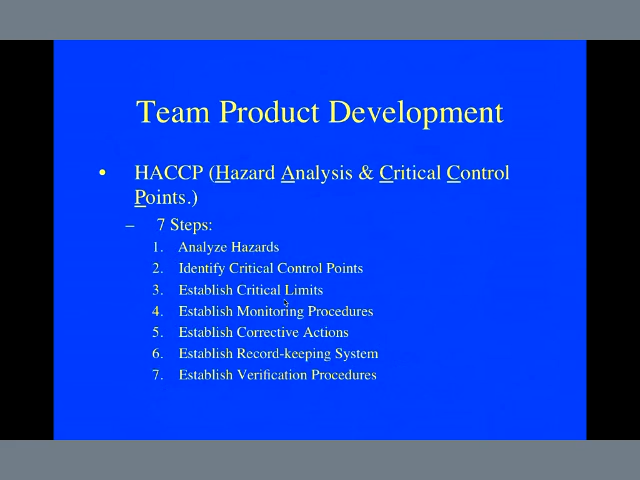 Team Product Development
• HACCP (Hazard Analysis & Critical Control
Points.)
– 7 Steps:
1. Analyze Hazards
2. Identify Critical Control Points
3. Establish Critical Limits
4. Establish Monitoring Procedures
5. Establish Corrective Actions
6. Establish Record-keeping System
7. Establish Verification Procedures